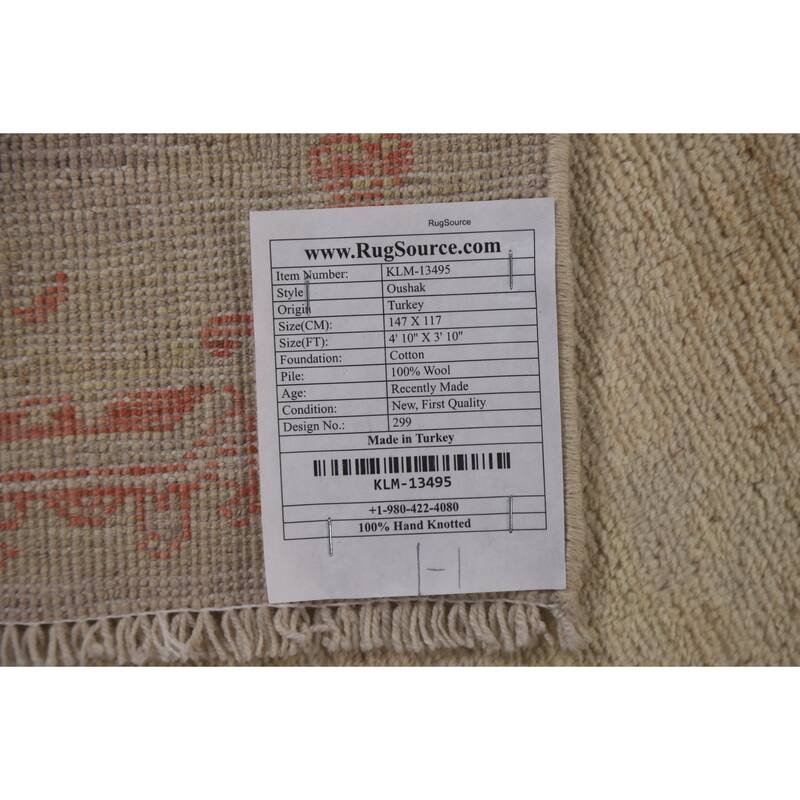 RugSource
www.RugSource.com
Item Number: KLM-13495
Style Oushak
Origin Turkey
Size(CM): 147 X 117
Size(FT): 4' 10" X 3' 10"
Foundation: Cotton
Pile: 100% Wool
Age: Recently Made
Condition: New, First Quality
Design No.: 299
Made in Turkey
KLM-13495
+1-980-422-4080
100% Hand Knotted